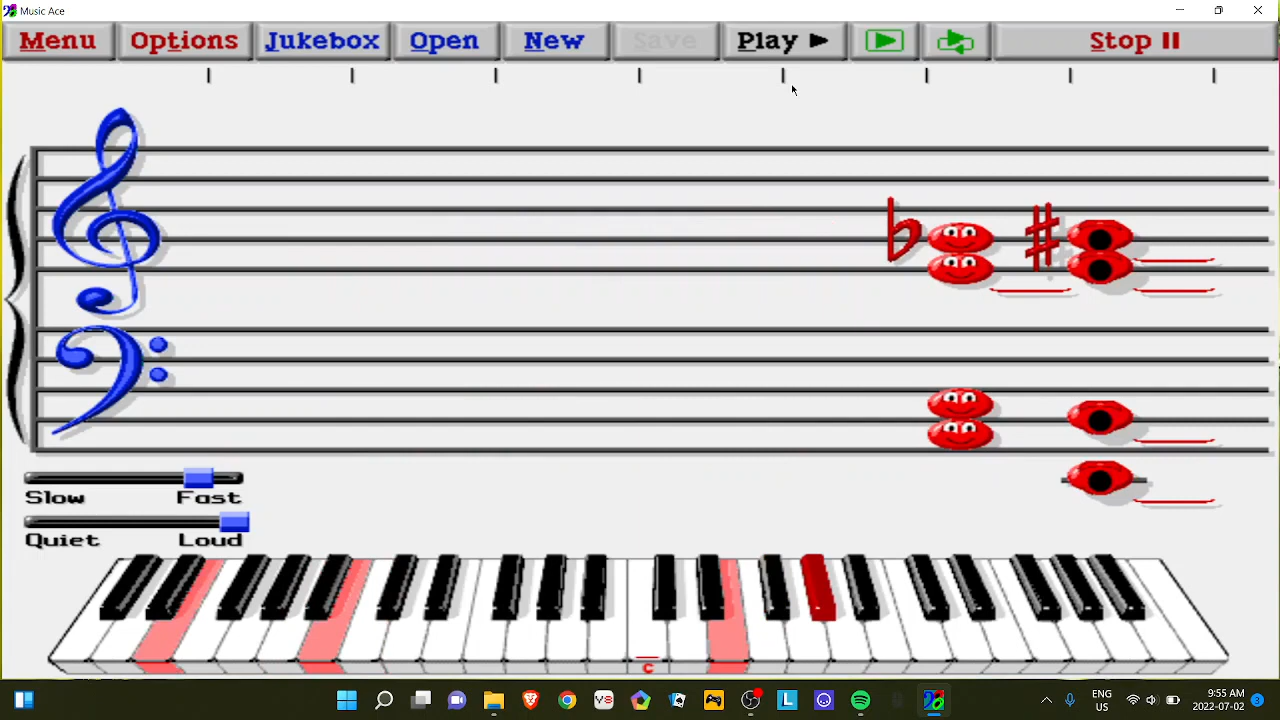 Music Ace
Menu Options Jukebox Open New Save Play Stop
Slow Fast
Quiet Loud
C
ENG
US
9:55 AM
2022-07-02
3